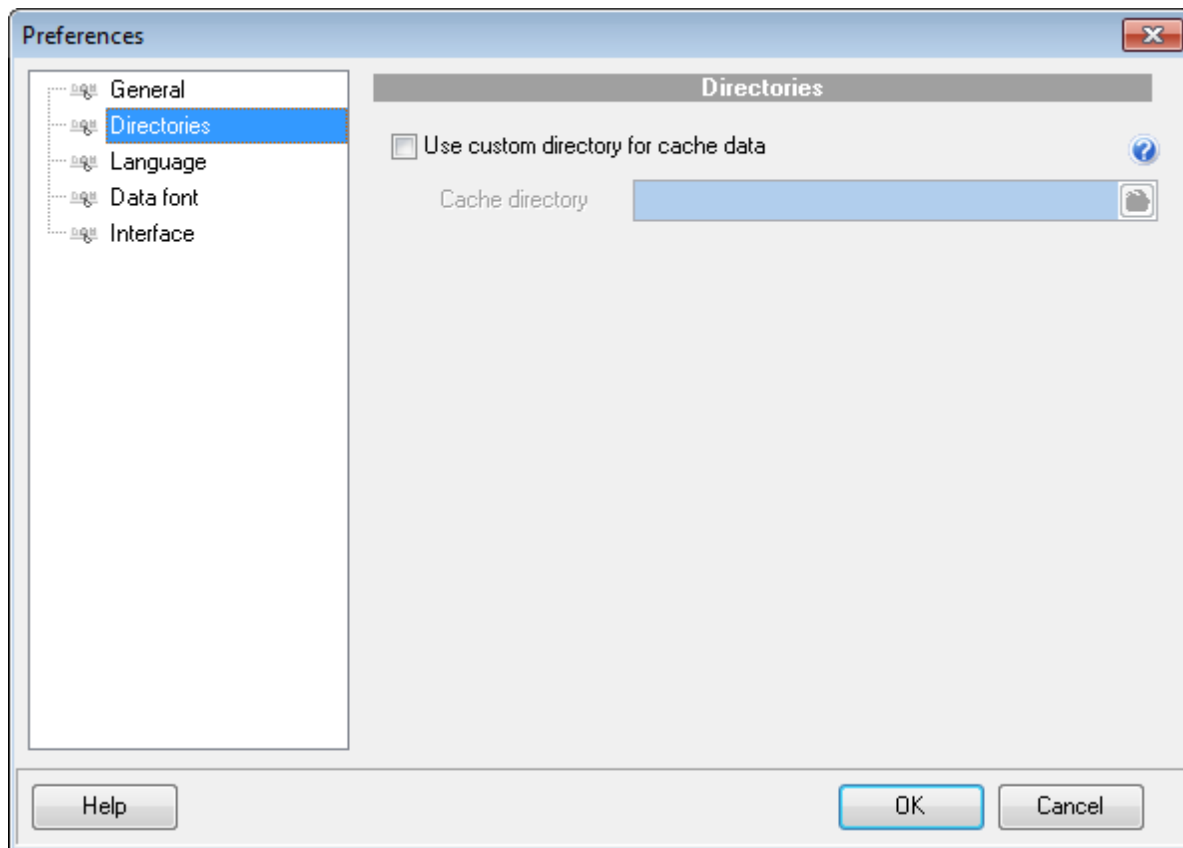 Preferences
General
Directories
Language
Data font
Interface
Directories
Use custom directory for cache data
Cache directory
Help
OK
Cancel